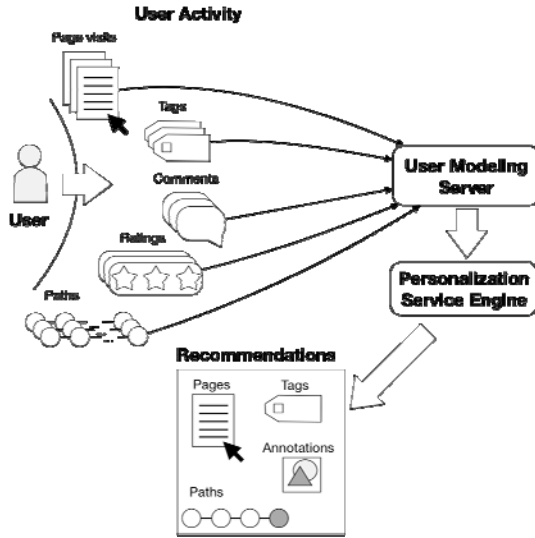 User Activity
Page visits
Tags
Comments
User Modeling
Server
User
Ratings
Personalization
Service Engine
Paths
Recommendations
Pages
Tags
Annotations
Paths